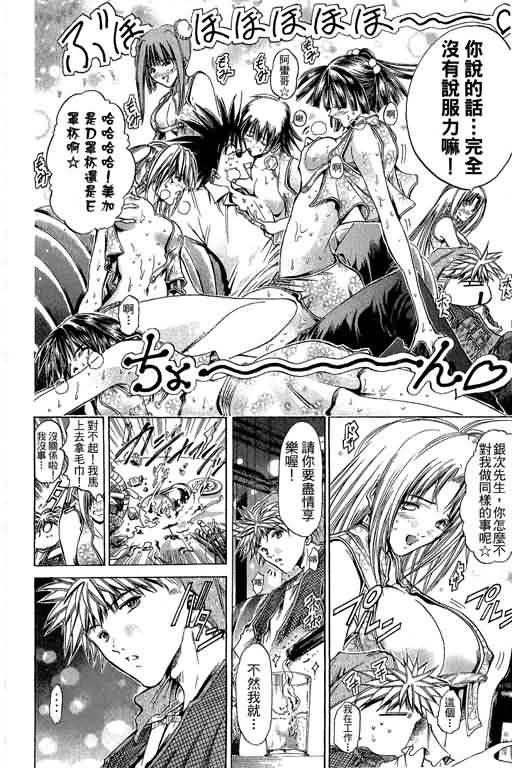 ぶほほほほほほ～～～
你說的話…完全
沒有說服力嘛！
阿蠻哥☆
哈哈哈哈！美加
是D罩杯還是E
罩杯啊☆
啊…
ちょ～～～ん♡
銀次先生，你怎麼不
對我做同樣的事呢☆
這個…
我在工作…
請你要盡情享
樂喔！
不然我就…
對不起！我馬
上去拿毛巾
沒關係啦！
我沒事…
…